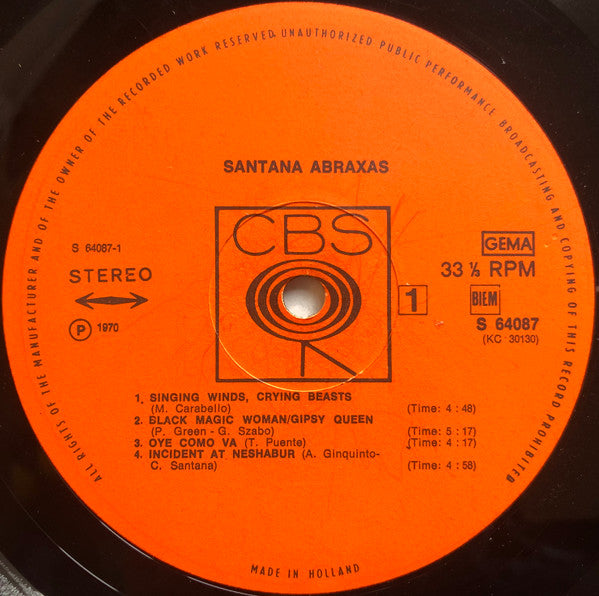 ALL RIGHTS OF THE MANUFACTURER AND OF THE OWNER OF THE RECORDED WORK RESERVED. UNAUTHORIZED PUBLIC PERFORMANCE BROADCASTING AND COPYING OF THIS RECORD PROHIBITED
SANTANA ABRAXAS
CBS
S 64087-1
STEREO
℗ 1970
GEMA
33 ⅓ RPM
1
BIEM
S 64087
(KC 30130)
1. SINGING WINDS, CRYING BEASTS
(M. Carabello) (Time: 4:48)
2. BLACK MAGIC WOMAN/GIPSY QUEEN
(P. Green - G. Szabo) (Time: 5:17)
3. OYE COMO VA (T. Puente) (Time: 4:17)
4. INCIDENT AT NESHABUR (A. Ginquinto-
C. Santana) (Time: 4:58)
MADE IN HOLLAND